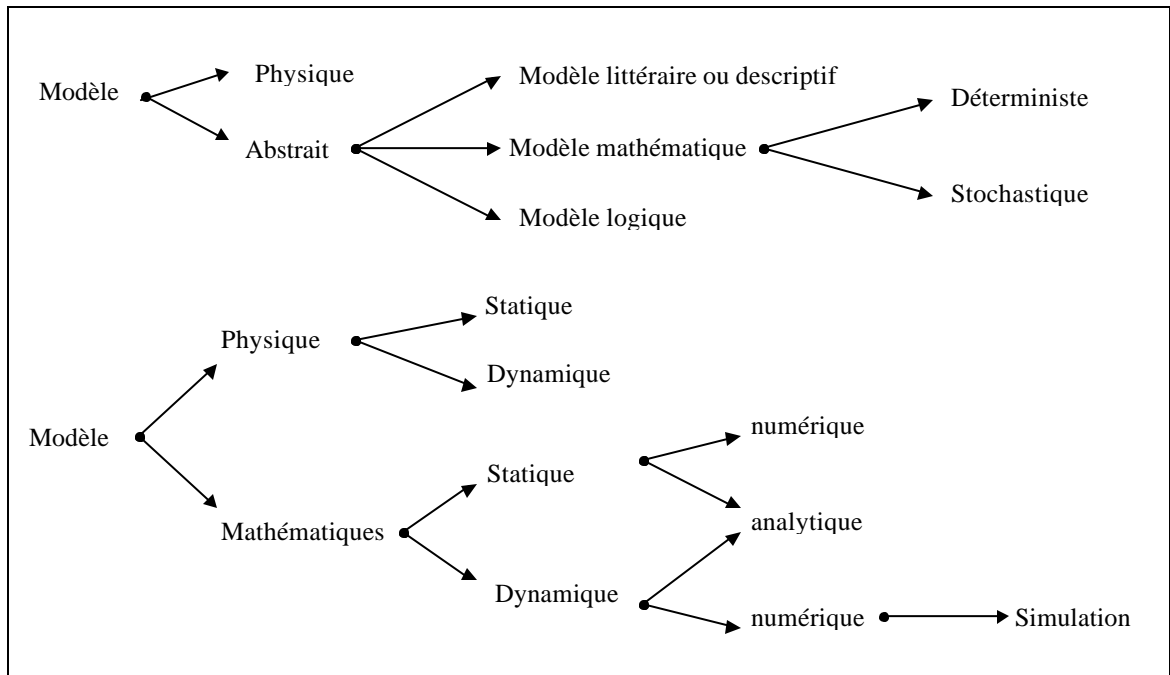 Physique
Modèle littéraire ou descriptif
Modèle
Déterministe
Abstrait
Modèle mathématique
Stochastique
Modèle logique
Statique
Physique
Dynamique
numérique
Modèle
Statique
analytique
Mathématiques
Dynamique
numérique
Simulation